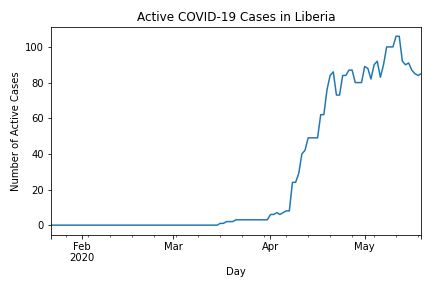 Active COVID-19 Cases in Liberia
Number of Active Cases
100
80
60
40
20
0
Feb Mar Apr May
2020
Day